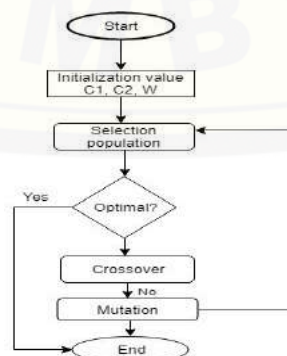 Start
Initialization value
C1, C2, W
Selection
population
Yes
Optimal?
Crossover
No
Mutation
End